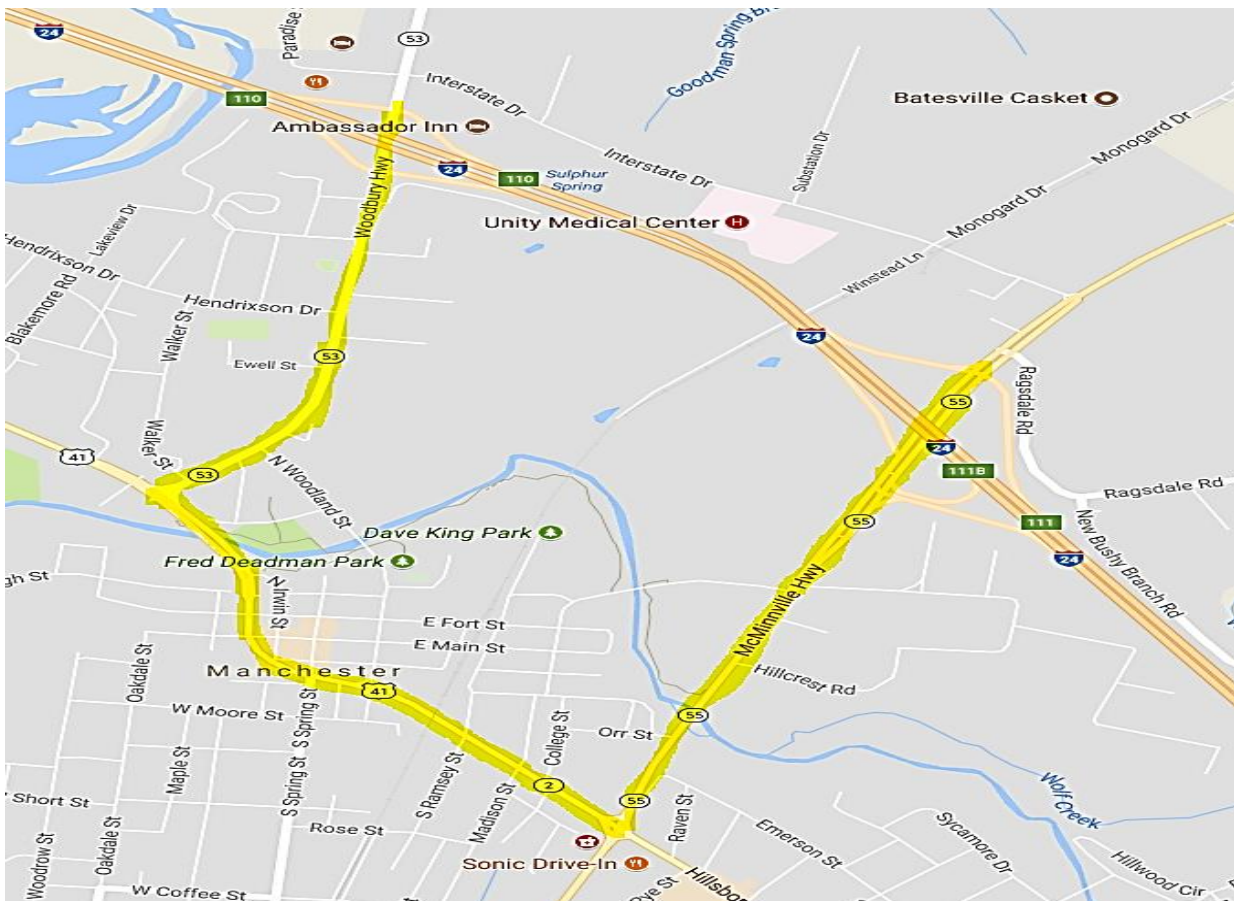 24
Paradise
53
Goodman Spring Br
Interstate Dr
110
Batesville Casket
Ambassador Inn
Monogard Dr
24
Substation Dr
Interstate Dr
110
Sulphur
Spring
Woodbury Hwy
Unity Medical Center
H
Monogard Dr
Lakeview Dr
Hendrixson Dr
Winstead Ln
Blakemore Rd
Hendrixson Dr
Walker St
24
53
Ewell St
Ragsdale Rd
55
Walker St
24
41
53
N Woodland St
111B
Ragsdale Rd
55
111
Dave King Park
New Bushy Branch Rd
24
Fred Deadman Park
gh St
N Irwin St
McMinnville Hwy
E Fort St
E Main St
Manchester
Hillcrest Rd
41
Oakdale St
W Moore St
S Spring St
55
College St
Orr St
Maple St
S Spring St
S Ramsey St
2
Wolf Creek
Short St
Madison St
55
Raven St
Rose St
Emerson St
Sycamore Dr
Woodrow St
Oakdale St
Sonic Drive-In
Hillwood Cir
W Coffee St
Rye St
Hillsbo